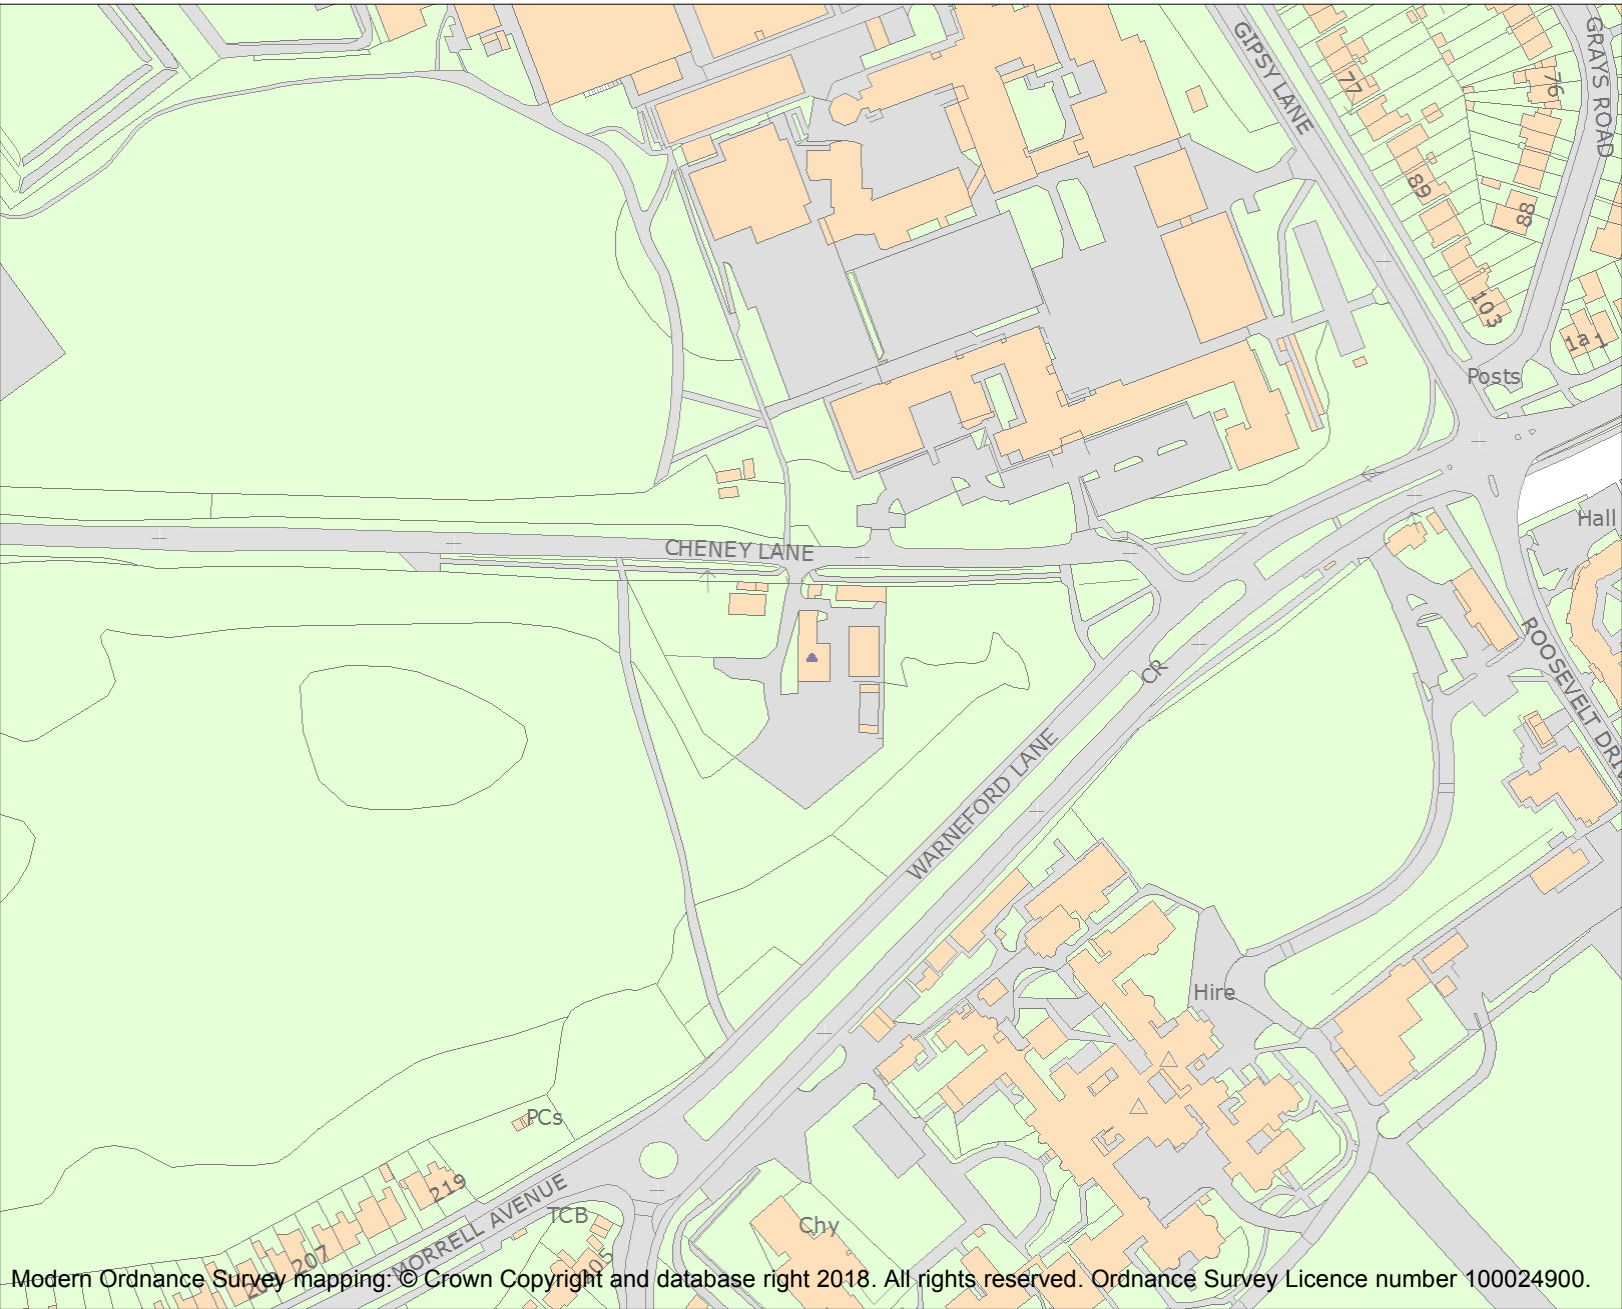 GIPSY LANE
GRAYS ROAD
77
76
89
88
103
1a
1
Posts
Hall
CHENEY LANE
ROOSEVELT DRIV
CR
WARNEFORD LANE
Hire
PCs
219
MORRELL AVENUE
TCB
Chy
207
Modern Ordnance Survey mapping: © Crown Copyright and database right 2018. All rights reserved. Ordnance Survey Licence number 100024900.